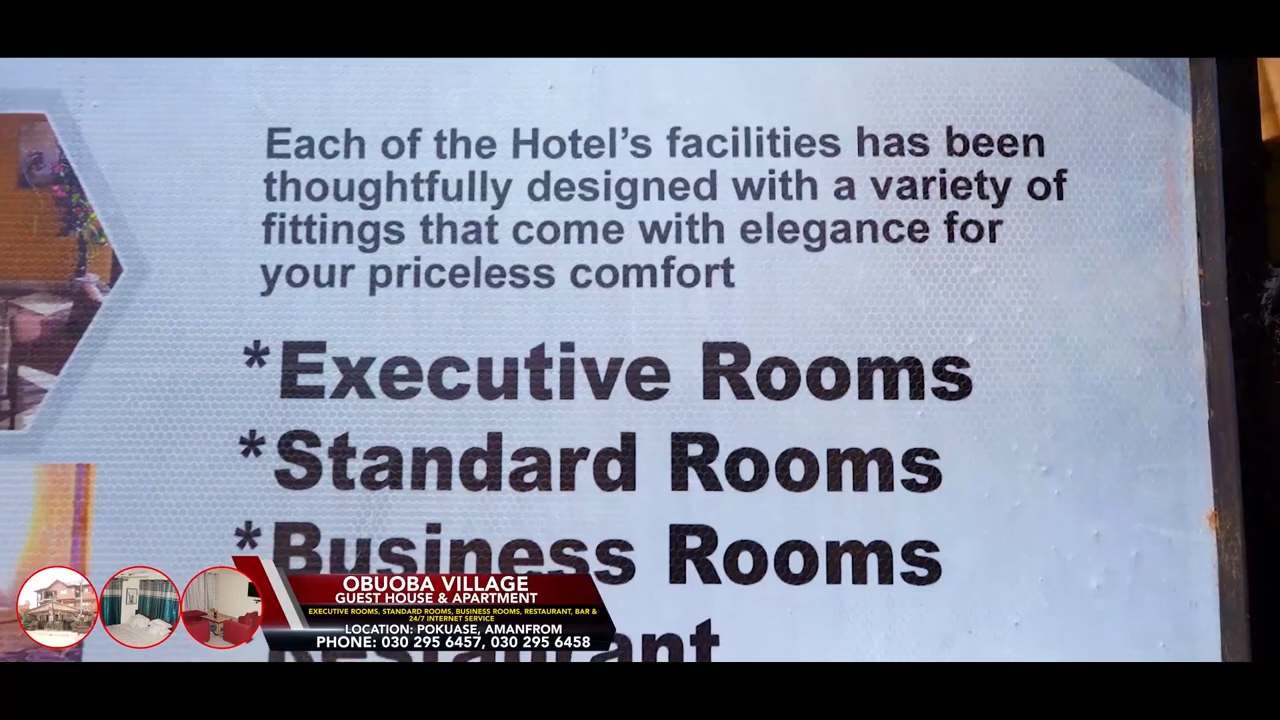 Each of the Hotel's facilities has been
thoughtfully designed with a variety of
fittings that come with elegance for
your priceless comfort
*Executive Rooms
*Standard Rooms
*Business Rooms
Restaurant
OBUOBA VILLAGE
GUEST HOUSE & APARTMENT
EXECUTIVE ROOMS, STANDARD ROOMS, BUSINESS ROOMS, RESTAURANT, BAR &
24/7 INTERNET SERVICE
LOCATION: POKUASE, AMANFROM
PHONE: 030 295 6457, 030 295 6458